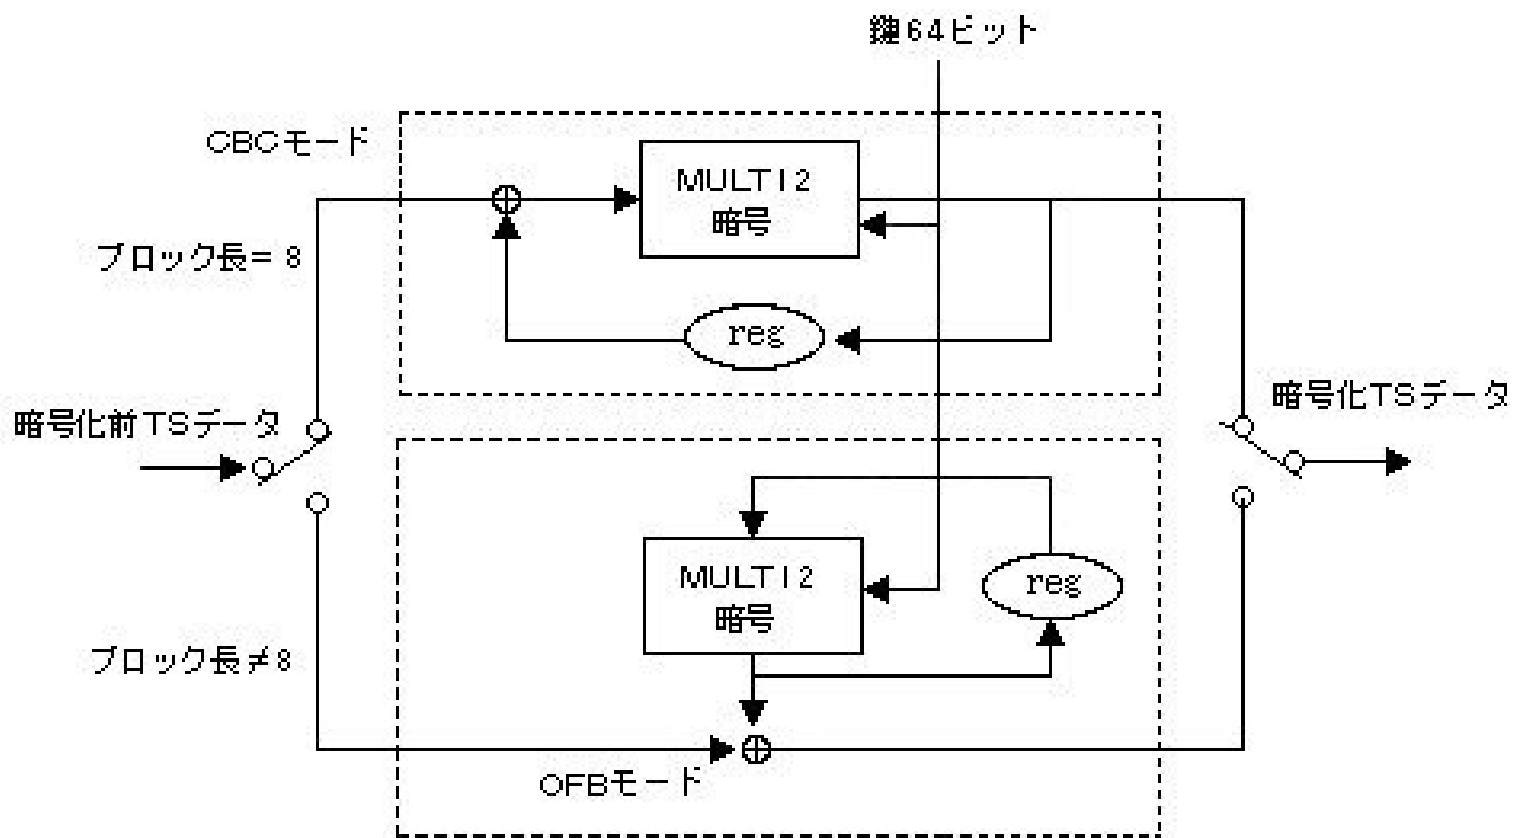 鍵64ビット
CBCモード
MULTI2
暗号
ブロック長=8
reg
暗号化前TSデータ
暗号化TSデータ
MULTI2
暗号
reg
ブロック長≠8
OFBモード